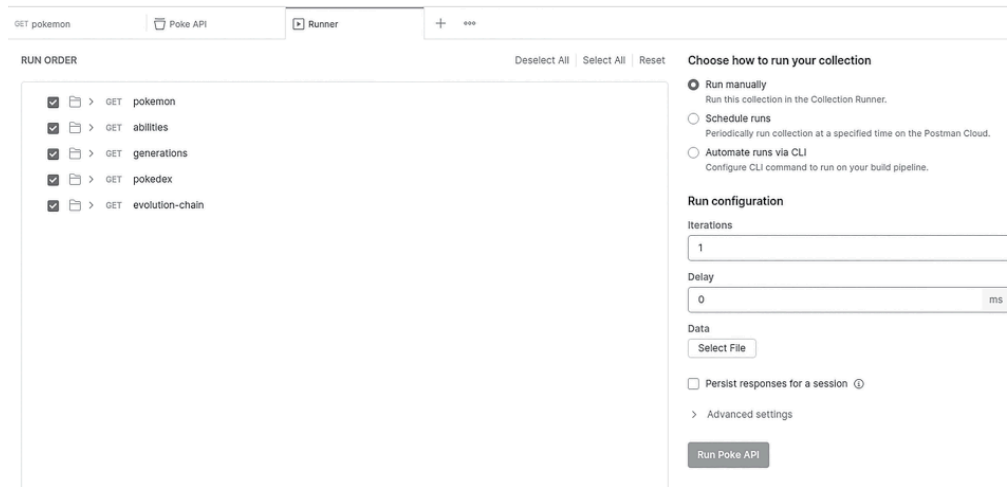 GET pokemon
Poke API
Runner
RUN ORDER
Deselect All
Select All
Reset
GET pokemon
GET abilities
GET generations
GET pokedex
GET evolution-chain
Choose how to run your collection
Run manually
Run this collection in the Collection Runner.
Schedule runs
Periodically run collection at a specified time on the Postman Cloud.
Automate runs via CLI
Configure CLI command to run on your build pipeline.
Run configuration
Iterations
1
Delay
0 ms
Data
Select File
Persist responses for a session
Advanced settings
Run Poke API